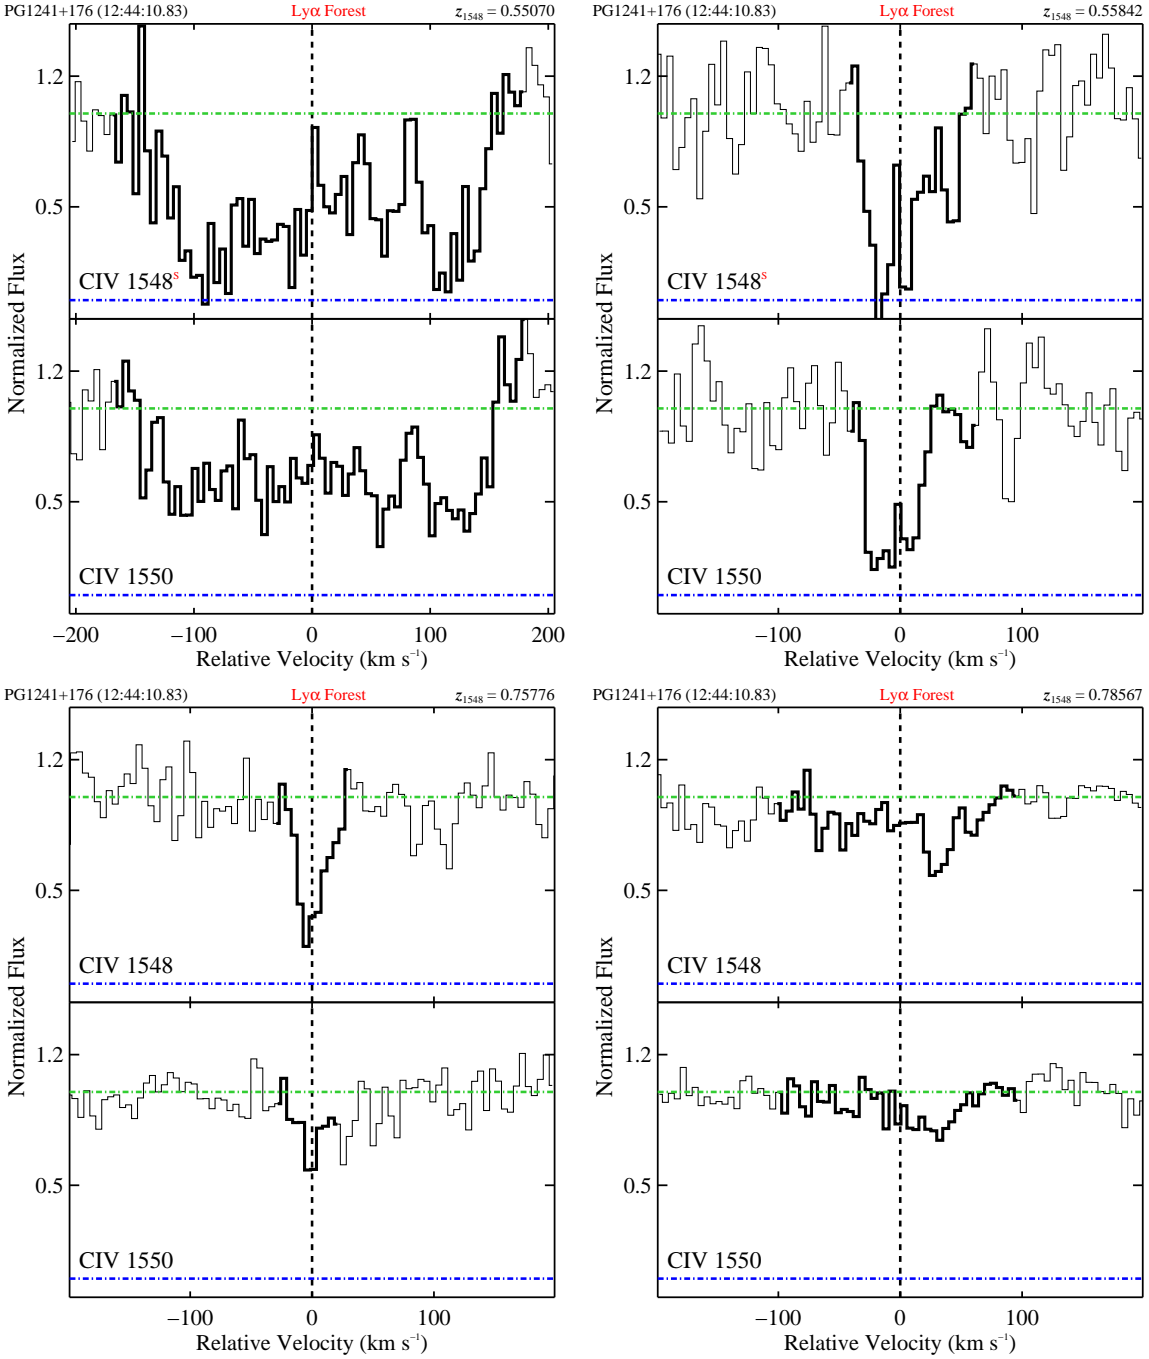 PG1241+176 (12:44:10.83) Lyα Forest z1548 = 0.55070
1.2
0.5
CIV 1548s
1.2
0.5
CIV 1550
Normalized Flux
−200 −100 0 100 200
Relative Velocity (km s−1)
PG1241+176 (12:44:10.83) Lyα Forest z1548 = 0.55842
1.2
0.5
CIV 1548s
1.2
0.5
CIV 1550
Normalized Flux
−100 0 100
Relative Velocity (km s−1)
PG1241+176 (12:44:10.83) Lyα Forest z1548 = 0.75776
1.2
0.5
CIV 1548
1.2
0.5
CIV 1550
Normalized Flux
−100 0 100
Relative Velocity (km s−1)
PG1241+176 (12:44:10.83) Lyα Forest z1548 = 0.78567
1.2
0.5
CIV 1548
1.2
0.5
CIV 1550
Normalized Flux
−100 0 100
Relative Velocity (km s−1)